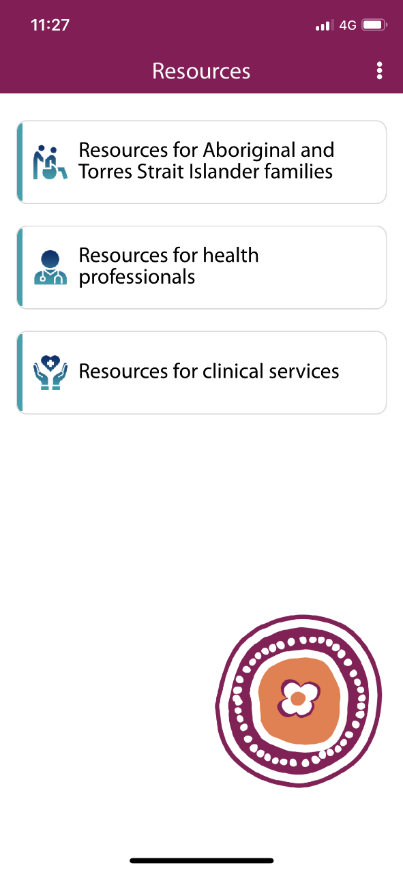 11:27
4G
Resources
Resources for Aboriginal and
Torres Strait Islander families
Resources for health
professionals
Resources for clinical services